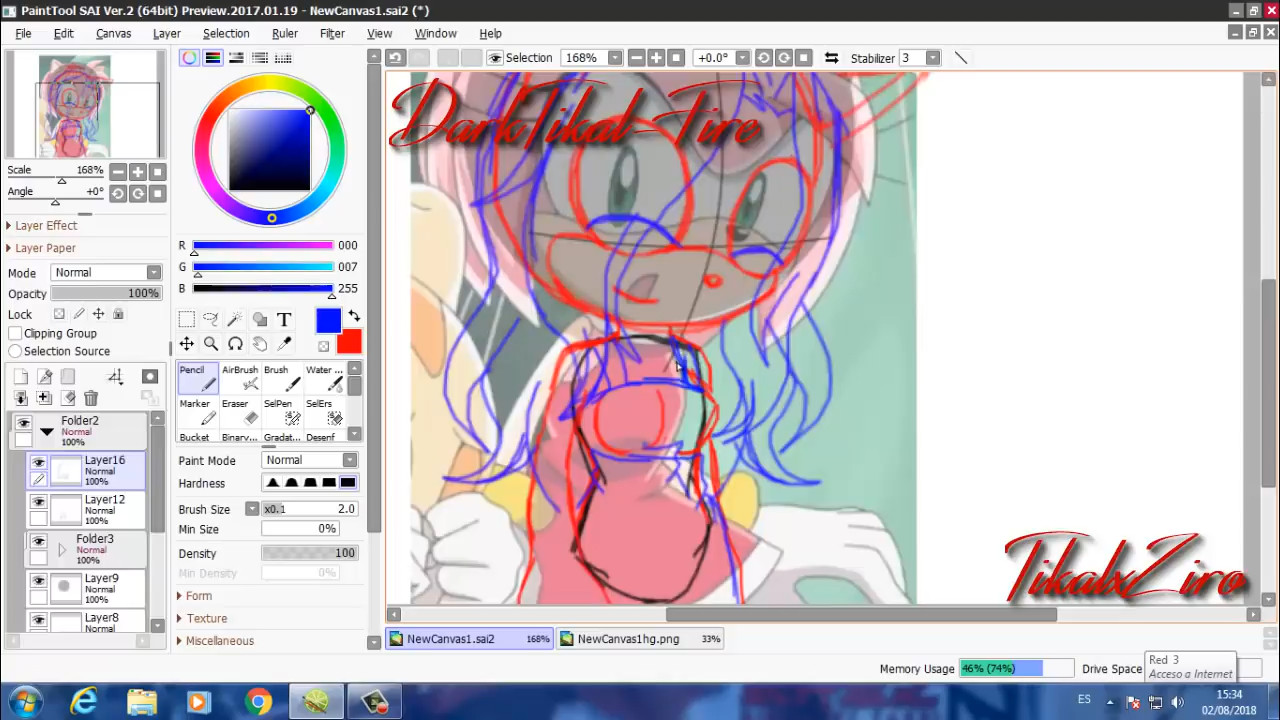 PaintTool SAI Ver.2 (64bit) Preview.2017.01.19 - NewCanvas1.sai2 (*)
File Edit Canvas Layer Selection Ruler Filter View Window Help
Selection 168% +0.0° Stabilizer 3
DarkTikal-Fire
Scale 168%
Angle +0°
Layer Effect
Layer Paper
Mode Normal
Opacity 100%
Lock
Clipping Group
Selection Source
Folder2
Normal
100%
Layer16
Normal
100%
Layer12
Normal
100%
Folder3
Normal
100%
Layer9
Normal
100%
Layer8
Normal
R 000
G 007
B 255
T
Pencil AirBrush Brush Water ...
Marker Eraser SelPen SelErs
Bucket Binary... Gradat... Desenf
Paint Mode Normal
Hardness
Brush Size x0.1 2.0
Min Size 0%
Density 100
Min Density 0%
Form
Texture
Miscellaneous
TikalxZiro
NewCanvas1.sai2 168% NewCanvas1hg.png 33%
Memory Usage 46% (74%) Drive Space
Red 3
Acceso a Internet
ES 15:34
02/08/2018